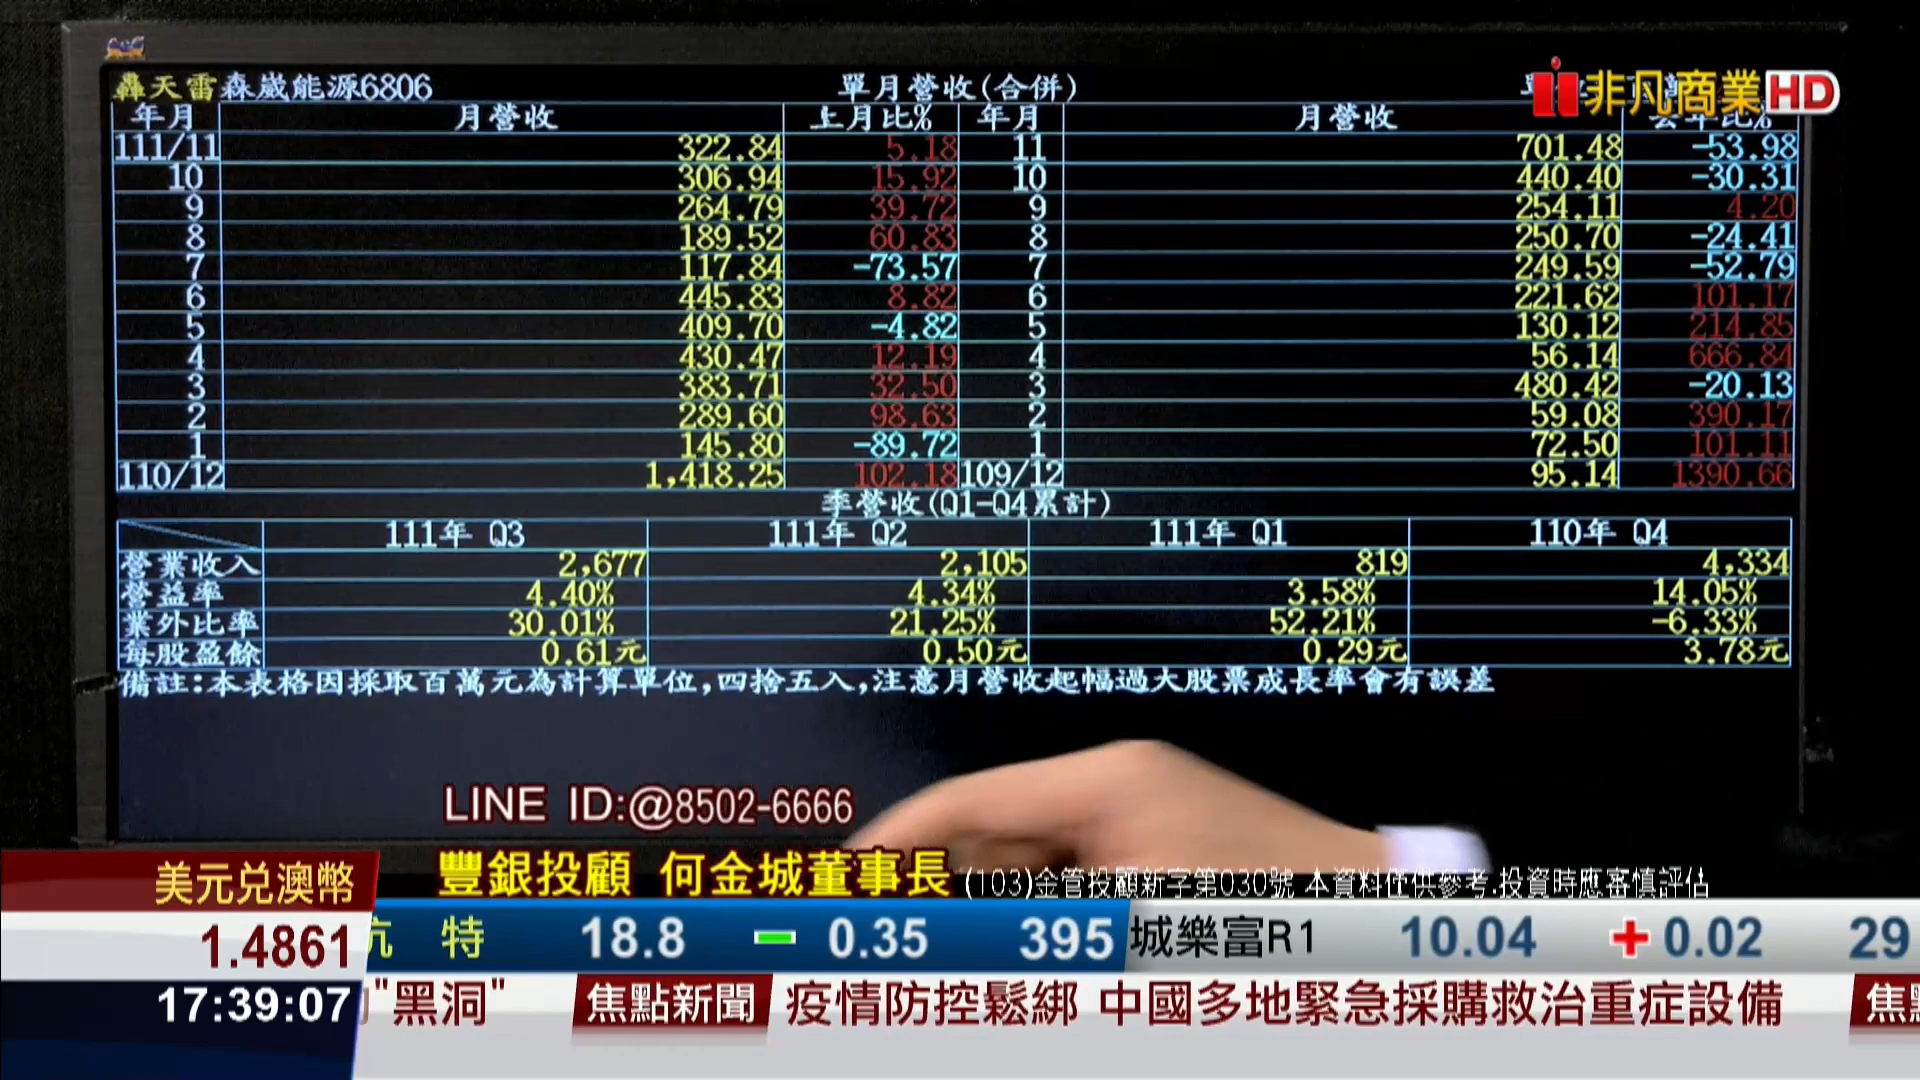 轟天雷森崴能源6806 單月營收(合併)
非凡商業HD
年月 月營收 上月比% 年月 月營收 去年比%
111/11 322.84 5.18 11 701.48 -53.98
10 306.94 15.92 10 440.40 -30.31
9 264.79 39.72 9 254.11 4.20
8 189.52 60.83 8 250.70 -24.41
7 117.84 -73.57 7 249.59 -52.79
6 445.83 8.82 6 221.62 101.17
5 409.70 -4.82 5 130.12 214.85
4 430.47 12.19 4 56.14 666.84
3 383.71 32.50 3 480.42 -20.13
2 289.60 98.63 2 59.08 390.17
1 145.80 -89.72 1 72.50 101.11
110/12 1,418.25 102.18 109/12 95.14 1390.66
季營收(Q1-Q4累計)
111年 Q3 111年 Q2 111年 Q1 110年 Q4
營業收入 2,677 2,105 819 4,334
營益率 4.40% 4.34% 3.58% 14.05%
業外比率 30.01% 21.25% 52.21% -6.33%
每股盈餘 0.61元 0.50元 0.29元 3.78元
備註:本表格因採取百萬元為計算單位,四捨五入,注意月營收起幅過大股票成長率會有誤差
LINE ID:@8502-6666
豐銀投顧 何金城董事長 (103)金管投顧新字第030號 本資料僅供參考.投資時應審慎評估
美元兌澳幣
1.4861
特 18.8 - 0.35 395 城樂富R1 10.04 + 0.02 29
17:39:07
"黑洞" 焦點新聞 疫情防控鬆綁 中國多地緊急採購救治重症設備 焦